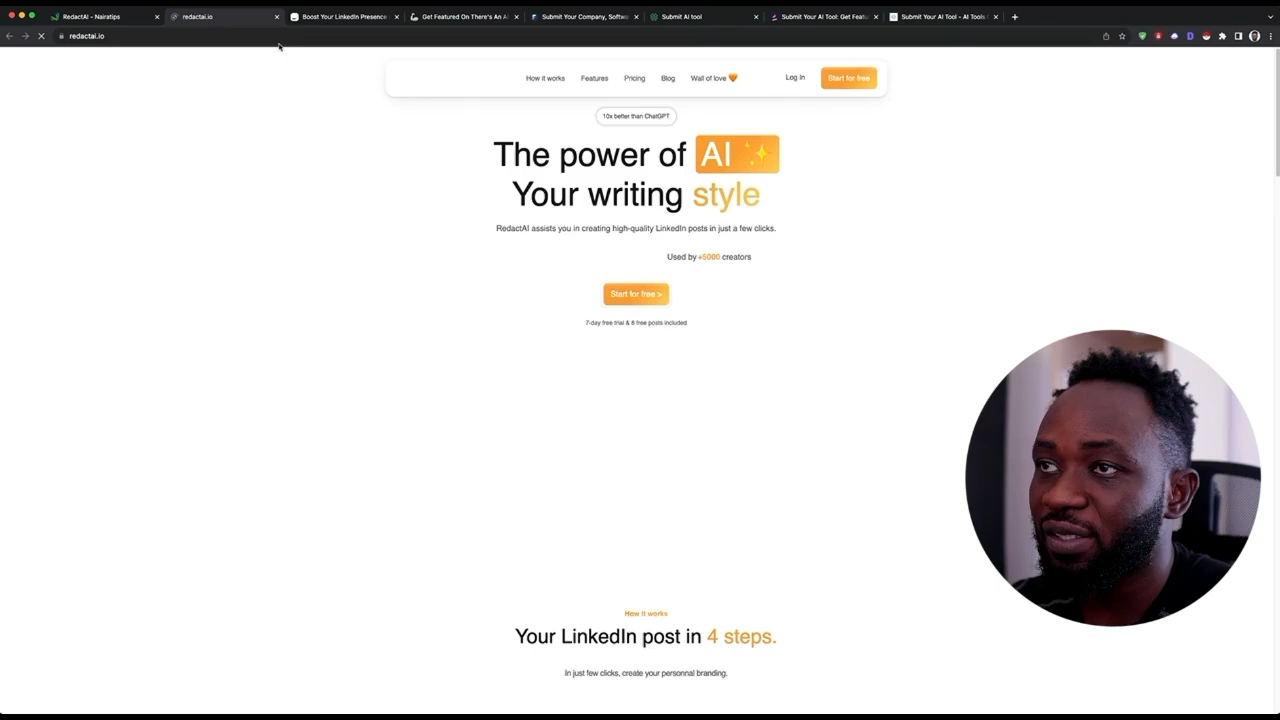 RedactAI - Nairatips
redactai.io
Boost Your LinkedIn Presence
Get Featured On There's An AI
Submit Your Company, Softw
Submit AI tool
Submit Your AI Tool: Get Featu
Submit Your AI Tool - AI Tools
redactai.io
How it works
Features
Pricing
Blog
Wall of love 🧡
Log In
Start for free
10x better than ChatGPT
The power of AI ✨
Your writing style
RedactAI assists you in creating high-quality LinkedIn posts in just a few clicks.
Used by +5000 creators
Start for free >
7-day free trial & 8 free posts included
How it works
Your LinkedIn post in 4 steps.
In just few clicks, create your personnal branding.